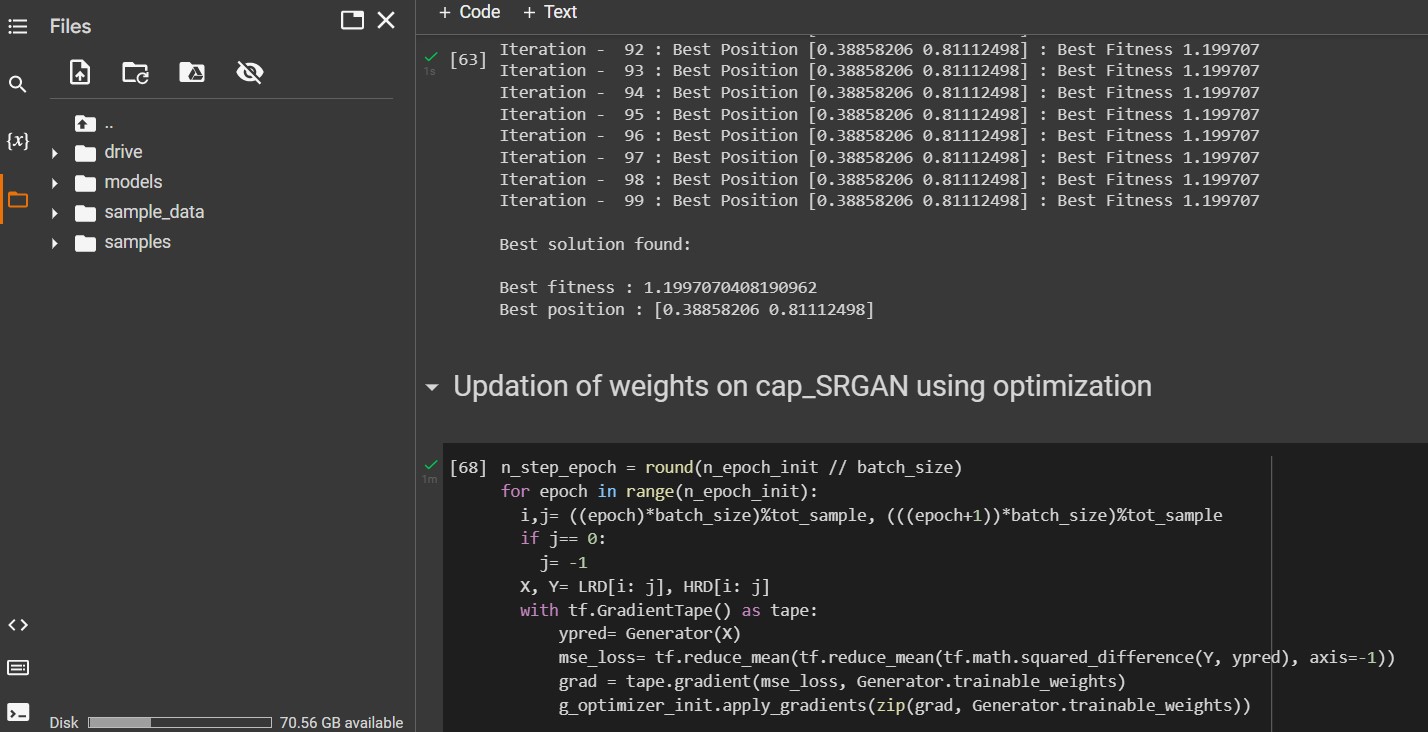 Files
..
drive
models
sample_data
samples
{x}
Disk 70.56 GB available
+ Code + Text
[63]
1s
Iteration - 92 : Best Position [0.38858206 0.81112498] : Best Fitness 1.199707
Iteration - 93 : Best Position [0.38858206 0.81112498] : Best Fitness 1.199707
Iteration - 94 : Best Position [0.38858206 0.81112498] : Best Fitness 1.199707
Iteration - 95 : Best Position [0.38858206 0.81112498] : Best Fitness 1.199707
Iteration - 96 : Best Position [0.38858206 0.81112498] : Best Fitness 1.199707
Iteration - 97 : Best Position [0.38858206 0.81112498] : Best Fitness 1.199707
Iteration - 98 : Best Position [0.38858206 0.81112498] : Best Fitness 1.199707
Iteration - 99 : Best Position [0.38858206 0.81112498] : Best Fitness 1.199707
Best solution found:
Best fitness : 1.1997070408190962
Best position : [0.38858206 0.81112498]
Updation of weights on cap_SRGAN using optimization
[68]
1m
n_step_epoch = round(n_epoch_init // batch_size)
for epoch in range(n_epoch_init):
i,j= ((epoch)*batch_size)%tot_sample, (((epoch+1))*batch_size)%tot_sample
if j== 0:
j= -1
X, Y= LRD[i: j], HRD[i: j]
with tf.GradientTape() as tape:
ypred= Generator(X)
mse_loss= tf.reduce_mean(tf.reduce_mean(tf.math.squared_difference(Y, ypred), axis=-1))
grad = tape.gradient(mse_loss, Generator.trainable_weights)
g_optimizer_init.apply_gradients(zip(grad, Generator.trainable_weights))